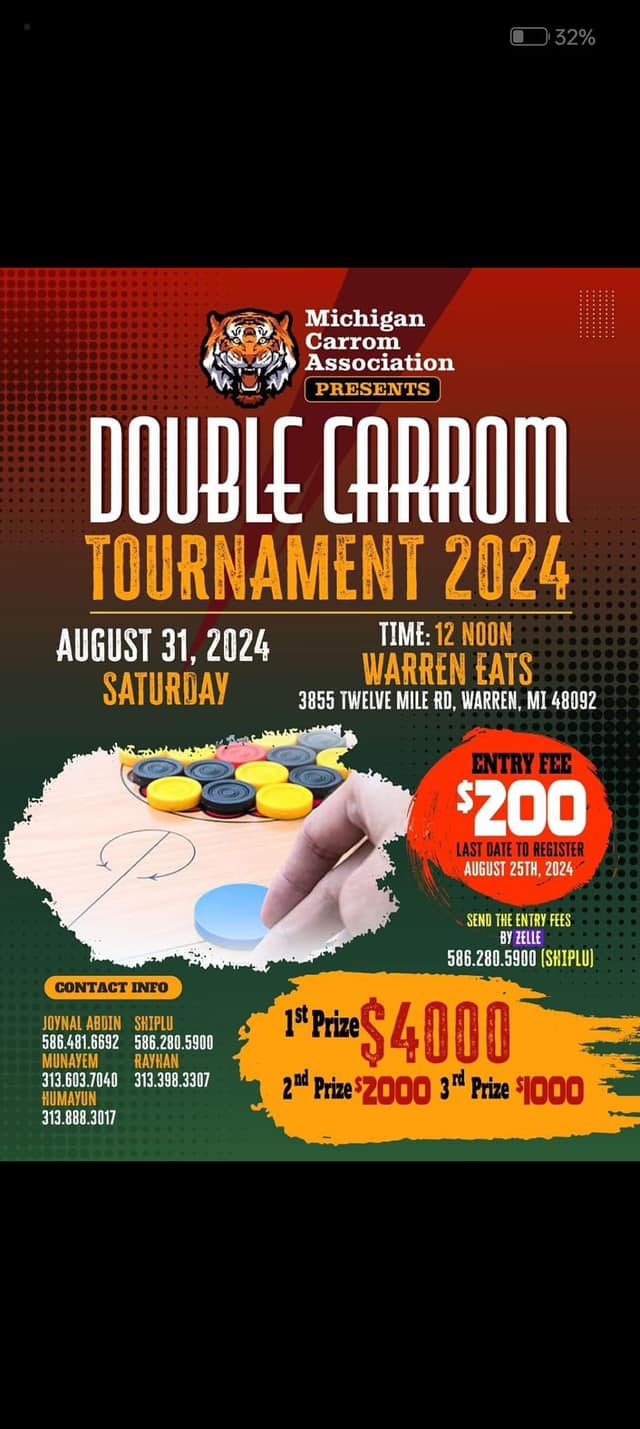 32%
Michigan
Carrom
Association
PRESENTS
DOUBLE CARROM
TOURNAMENT 2024
AUGUST 31, 2024
SATURDAY
TIME: 12 NOON
WARREN EATS
3855 TWELVE MILE RD, WARREN, MI 48092
ENTRY FEE
$200
LAST DATE TO REGISTER
AUGUST 25TH, 2024
SEND THE ENTRY FEES
BY ZELLE
586.280.5900 (SHIPLU)
CONTACT INFO
JOYNAL ABDIN
586.481.6692
MUNAYEM
313.603.7040
HUMAYUN
313.888.3017
SHIPLU
586.280.5900
RAYHAN
313.398.3307
1st Prize $4000
2nd Prize $2000 3rd Prize $1000